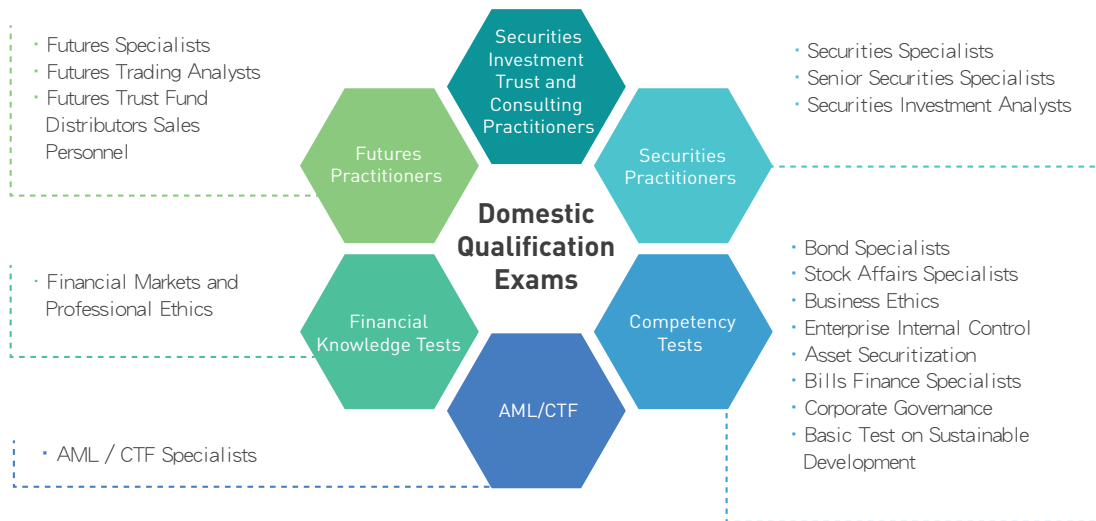 · Futures Specialists
· Futures Trading Analysts
· Futures Trust Fund
Distributors Sales
Personnel
Securities
Investment
Trust and
Consulting
Practitioners
· Securities Specialists
· Senior Securities Specialists
· Securities Investment Analysts
Futures
Practitioners
Securities
Practitioners
Domestic
Qualification
Exams
· Financial Markets and
Professional Ethics
Financial
Knowledge Tests
Competency
Tests
· Bond Specialists
· Stock Affairs Specialists
· Business Ethics
· Enterprise Internal Control
· Asset Securitization
· Bills Finance Specialists
· Corporate Governance
· Basic Test on Sustainable
Development
AML/CTF
· AML / CTF Specialists